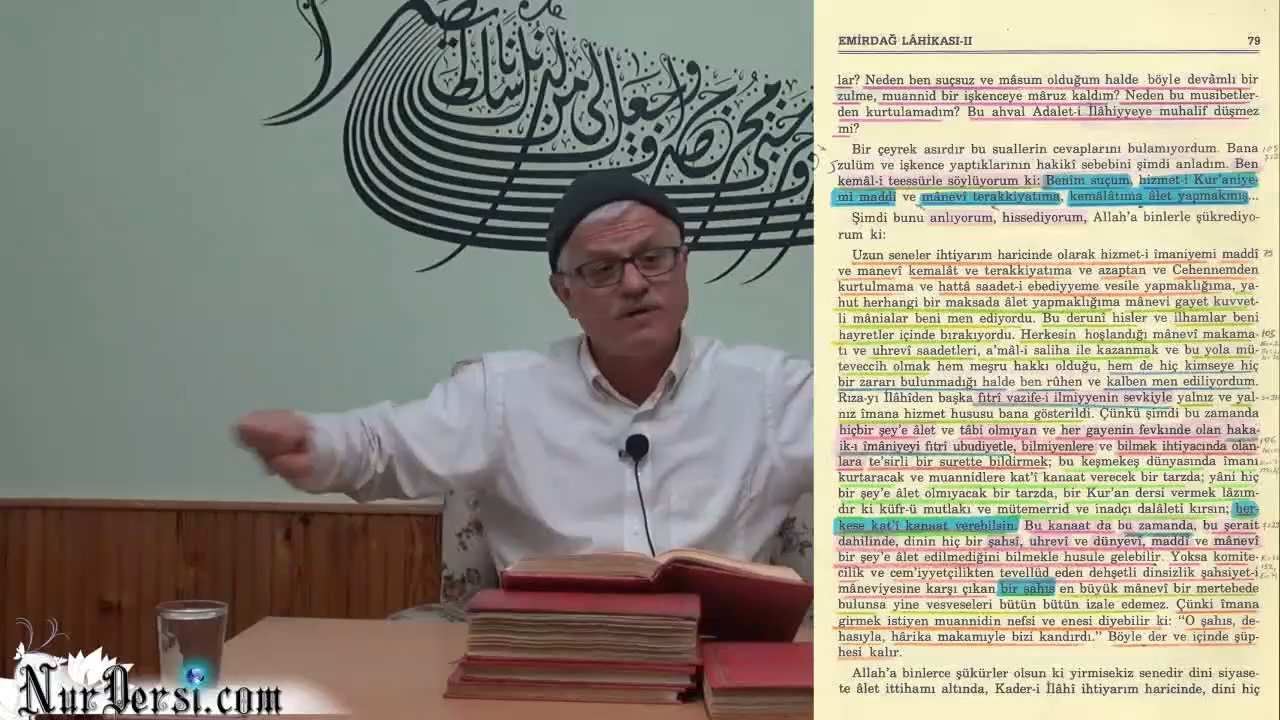 EMİRDAĞ LÂHİKASI-II 79
lar? Neden ben suçsuz ve mâsum olduğum halde böyle devâmlı bir
zulme, muannid bir işkenceye mâruz kaldım? Neden bu musibetler-
den kurtulamadım? Bu ahval Adalet-i İlâhiyyeye muhalif düşmez
mi?
Bir çeyrek asırdır bu suallerin cevaplarını bulamıyordum. Bana
zulüm ve işkence yaptıklarının hakikî sebebini şimdi anladım. Ben
kemâl-i teessürle söylüyorum ki: Benim suçum, hizmet-i Kur'aniye-
mi maddî ve mânevî terakkiyatıma, kemâlâtıma âlet yapmakmış...
Şimdi bunu anlıyorum, hissediyorum, Allah'a binlerle şükrediyo-
rum ki:
Uzun seneler ihtiyarım haricinde olarak hizmet-i îmaniyemi maddî
ve manevî kemalât ve terakkiyatıma ve azaptan ve Cehennemden
kurtulmama ve hattâ saadet-i ebediyyeme vesile yapmaklığıma, ya-
hut herhangi bir maksada âlet yapmaklığıma mânevi gayet kuvvet-
li mânialar beni men ediyordu. Bu derunî hisler ve ilhamlar beni
hayretler içinde bırakıyordu. Herkesin hoşlandığı mânevî makama-
tı ve uhrevî saadetleri, a'mâl-i saliha ile kazanmak ve bu yola mü-
teveccih olmak hem meşru hakkı olduğu, hem de hiç kimseye hiç
bir zararı bulunmadığı halde ben rûhen ve kalben men ediliyordum.
Rıza-yı İlâhîden başka fıtrî vazife-i ilmiyyenin sevkiyle yalnız ve yal-
nız îmana hizmet hususu bana gösterildi. Çünkü şimdi bu zamanda
hiçbir şey'e âlet ve tâbi olmıyan ve her gayenin fevkınde olan haka-
ik-ı îmâniyeyi fıtrî ubudiyetle, bilmiyenlere ve bilmek ihtiyacında olan-
lara te'sirli bir surette bildirmek; bu keşmekeş dünyasında îmanı
kurtaracak ve muannidlere kat'î kanaat verecek bir tarzda; yâni hiç
bir şey'e âlet olmıyacak bir tarzda, bir Kur'an dersi vermek lâzım-
dır ki küfr-ü mutlakı ve mütemerrid ve inadçı dalâleti kırsın; her-
kese kat'î kanaat verebilsin. Bu kanaat da bu zamanda, bu şerait
dahilinde, dinin hiç bir şahsî, uhrevî ve dünyevî, maddî ve mânevî
bir şey'e âlet edilmediğini bilmekle husule gelebilir. Yoksa komite-
cilik ve cem'iyyetçilikten tevellüd eden dehşetli dinsizlik şahsiyet-i
mâneviyesine karşı çıkan bir şahıs en büyük mânevî bir mertebede
bulunsa yine vesveseleri bütün bütün izale edemez. Çünki îmana
girmek istiyen muannidin nefsi ve enesi diyebilir ki: "O şahıs, de-
hasıyla, hârika makamıyle bizi kandırdı." Böyle der ve içinde şüp-
hesi kalır.
Allah'a binlerce şükürler olsun ki yirmisekiz senedir dini siyase-
te âlet ittihamı altında, Kader-i İlâhî ihtiyarım haricinde, dini hiç
NurDersi.com